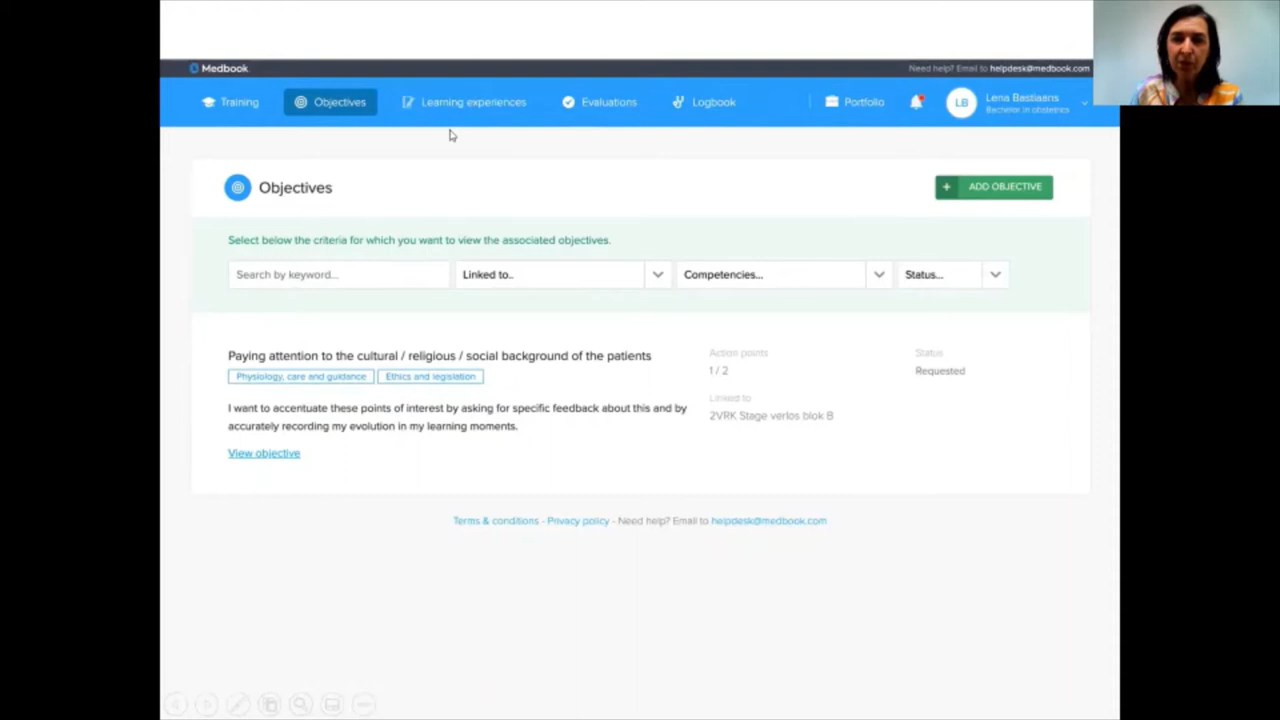 Medbook
Need help? Email to helpdesk@medbook.com
Training
Objectives
Learning experiences
Evaluations
Logbook
Portfolio
LB
Lena Bastiaans
Bachelor in obstetrics
Objectives
+ ADD OBJECTIVE
Select below the criteria for which you want to view the associated objectives.
Search by keyword...
Linked to..
Competencies...
Status...
Paying attention to the cultural / religious / social background of the patients
Physiology, care and guidance
Ethics and legislation
I want to accentuate these points of interest by asking for specific feedback about this and by
accurately recording my evolution in my learning moments.
View objective
Action points
1 / 2
Linked to
2VRK Stage verlos blok B
Status
Requested
Terms & conditions - Privacy policy - Need help? Email to helpdesk@medbook.com